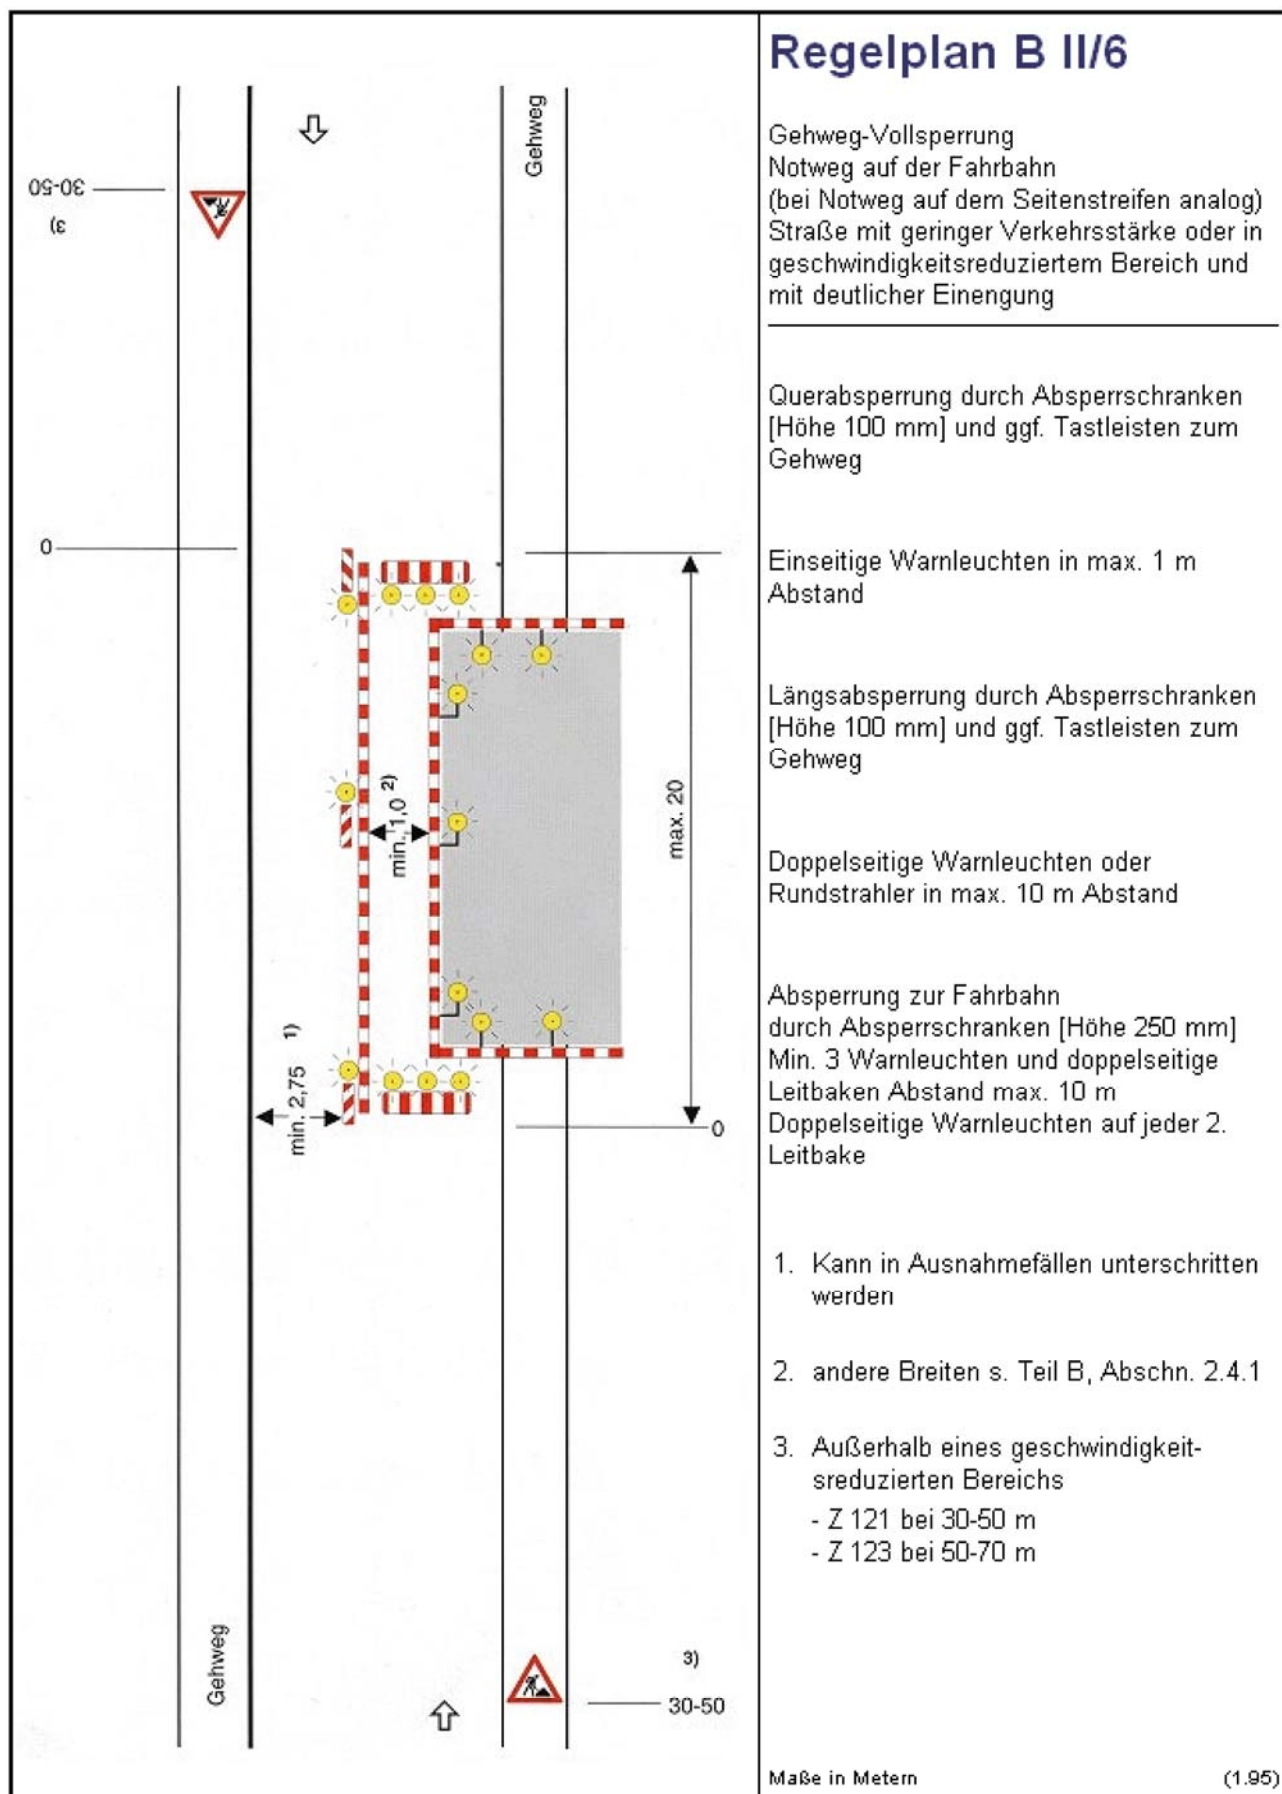 Regelplan B II/6
Gehweg-Vollsperrung
Notweg auf der Fahrbahn
(bei Notweg auf dem Seitenstreifen analog)
Straße mit geringer Verkehrsstärke oder in
geschwindigkeitsreduziertem Bereich und
mit deutlicher Einengung
Querabsperrung durch Absperrschranken
[Höhe 100 mm] und ggf. Tastleisten zum
Gehweg
Einseitige Warnleuchten in max. 1 m
Abstand
Längsabsperrung durch Absperrschranken
[Höhe 100 mm] und ggf. Tastleisten zum
Gehweg
Doppelseitige Warnleuchten oder
Rundstrahler in max. 10 m Abstand
Absperrung zur Fahrbahn
durch Absperrschranken [Höhe 250 mm]
Min. 3 Warnleuchten und doppelseitige
Leitbaken Abstand max. 10 m
Doppelseitige Warnleuchten auf jeder 2.
Leitbake
1. Kann in Ausnahmefällen unterschritten
werden
2. andere Breiten s. Teil B, Abschn. 2.4.1
3. Außerhalb eines geschwindigkeit-
sreduzierten Bereichs
- Z 121 bei 30-50 m
- Z 123 bei 50-70 m
Maße in Metern (1.95)
Gehweg
30-50
3)
0
min. 1,0 2)
max. 20
min. 2,75 1)
0
Gehweg
3)
30-50